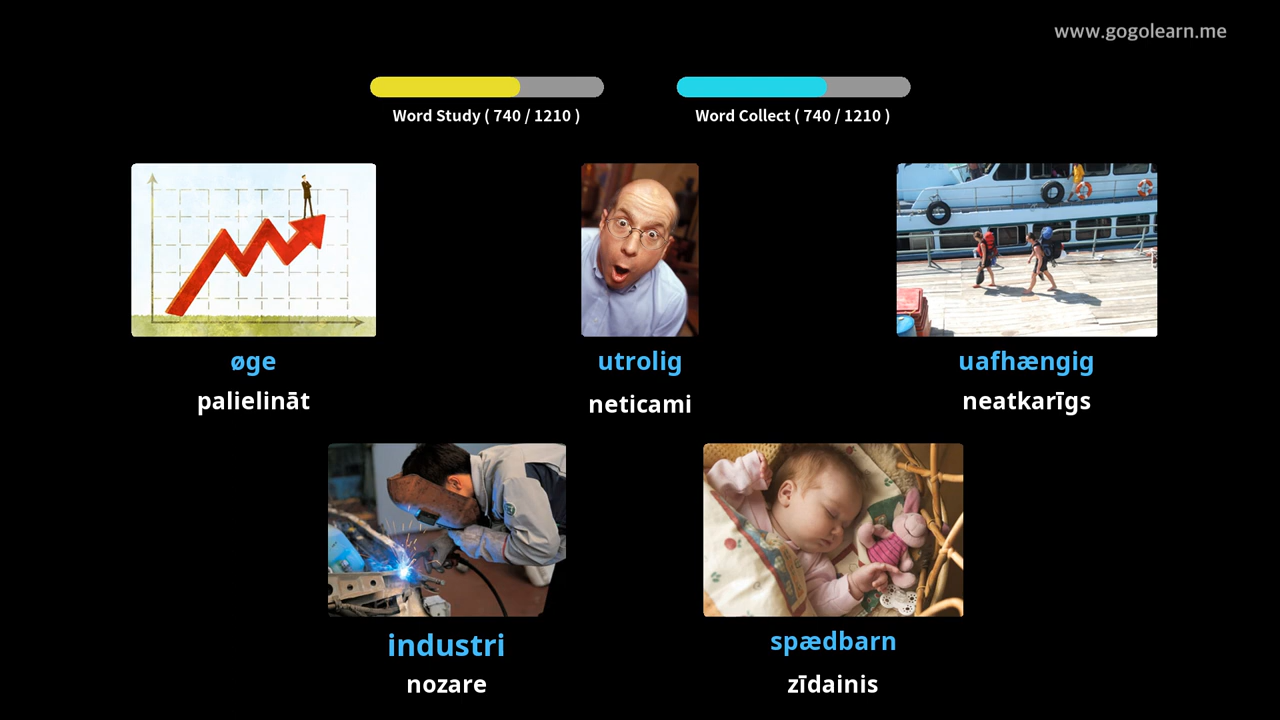 www.gogolearn.me
Word Study ( 740 / 1210 )
Word Collect ( 740 / 1210 )
øge
palielināt
utrolig
neticami
uafhængig
neatkarīgs
industri
nozare
spædbarn
zīdainis